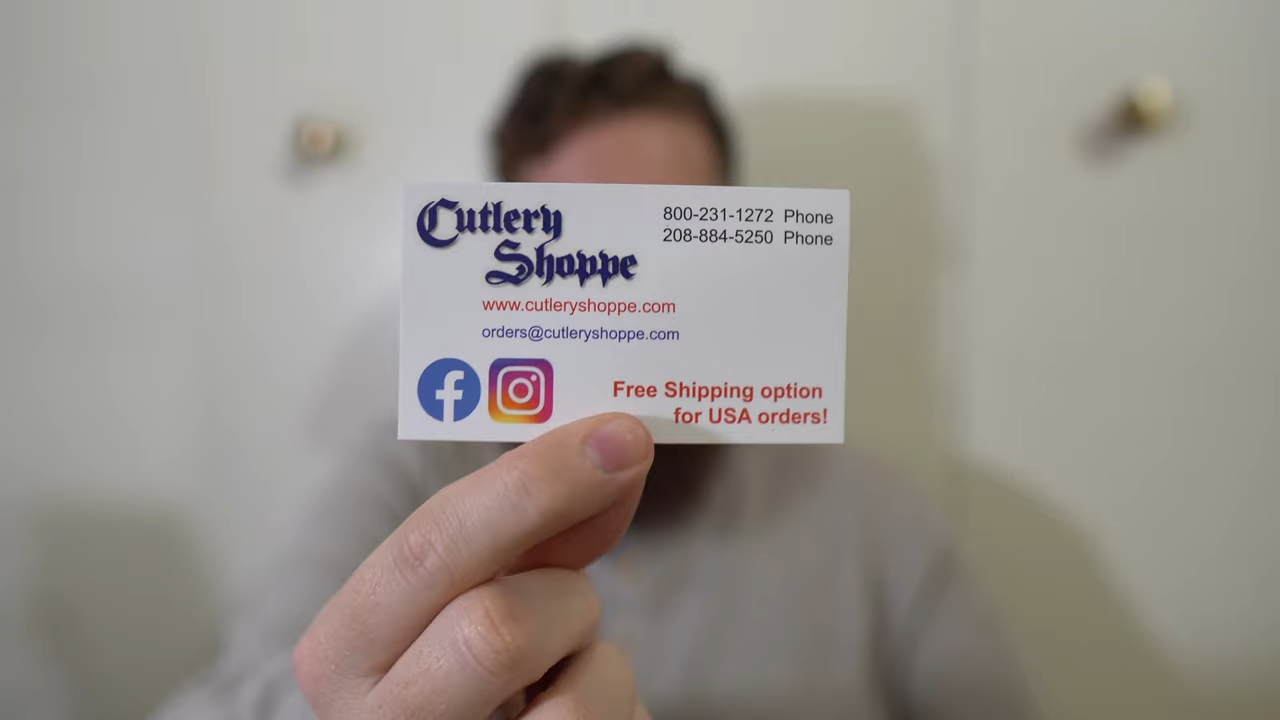 Cutlery
Shoppe
800-231-1272 Phone
208-884-5250 Phone
www.cutleryshoppe.com
orders@cutleryshoppe.com
Free Shipping option
for USA orders!